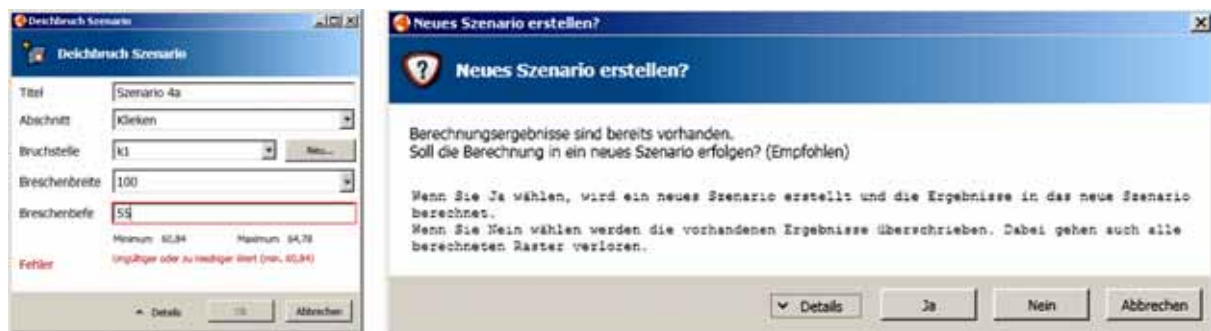 Deichbruch Szenario
Deichbruch Szenario
Titel Szenario 4a
Abschnitt Klieken
Bruchstelle k1 Neu...
Breschenbreite 100
Breschentiefe 55
Minimum 60,84 Maximum 64,78
Fehler Ungültiger oder zu niedriger Wert (min. 60,84)
Details OK Abbrechen
Neues Szenario erstellen?
Neues Szenario erstellen?
Berechnungsergebnisse sind bereits vorhanden.
Soll die Berechnung in ein neues Szenario erfolgen? (Empfohlen)
Wenn Sie Ja wählen, wird ein neues Szenario erstellt und die Ergebnisse in das neue Szenario
berechnet.
Wenn Sie Nein wählen werden die vorhandenen Ergebnisse überschrieben. Dabei gehen auch alle
berechneten Raster verloren.
Details Ja Nein Abbrechen